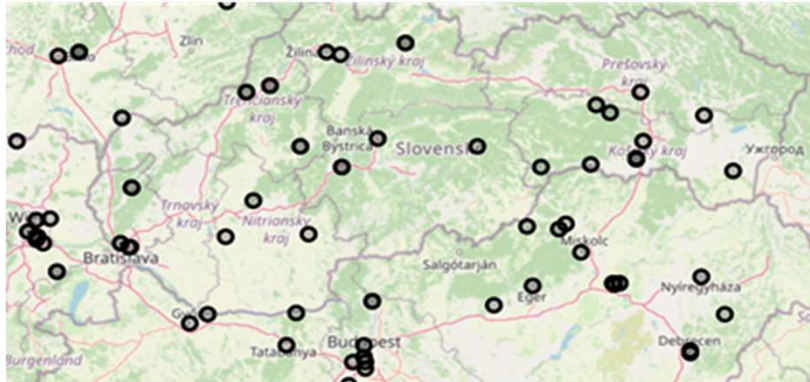 Zlín
Žilina
Žilinský kraj
Prešovský
kraj
Trenčiansky
kraj
Banská
Bystrica
Slovensko
Košický kraj
Ужгород
Trnavský
kraj
Nitriansky
kraj
Bratislava
Miskolc
Salgótarján
Eger
Nyíregyháza
Tatabánya
Budapest
Debrecen
Burgenland